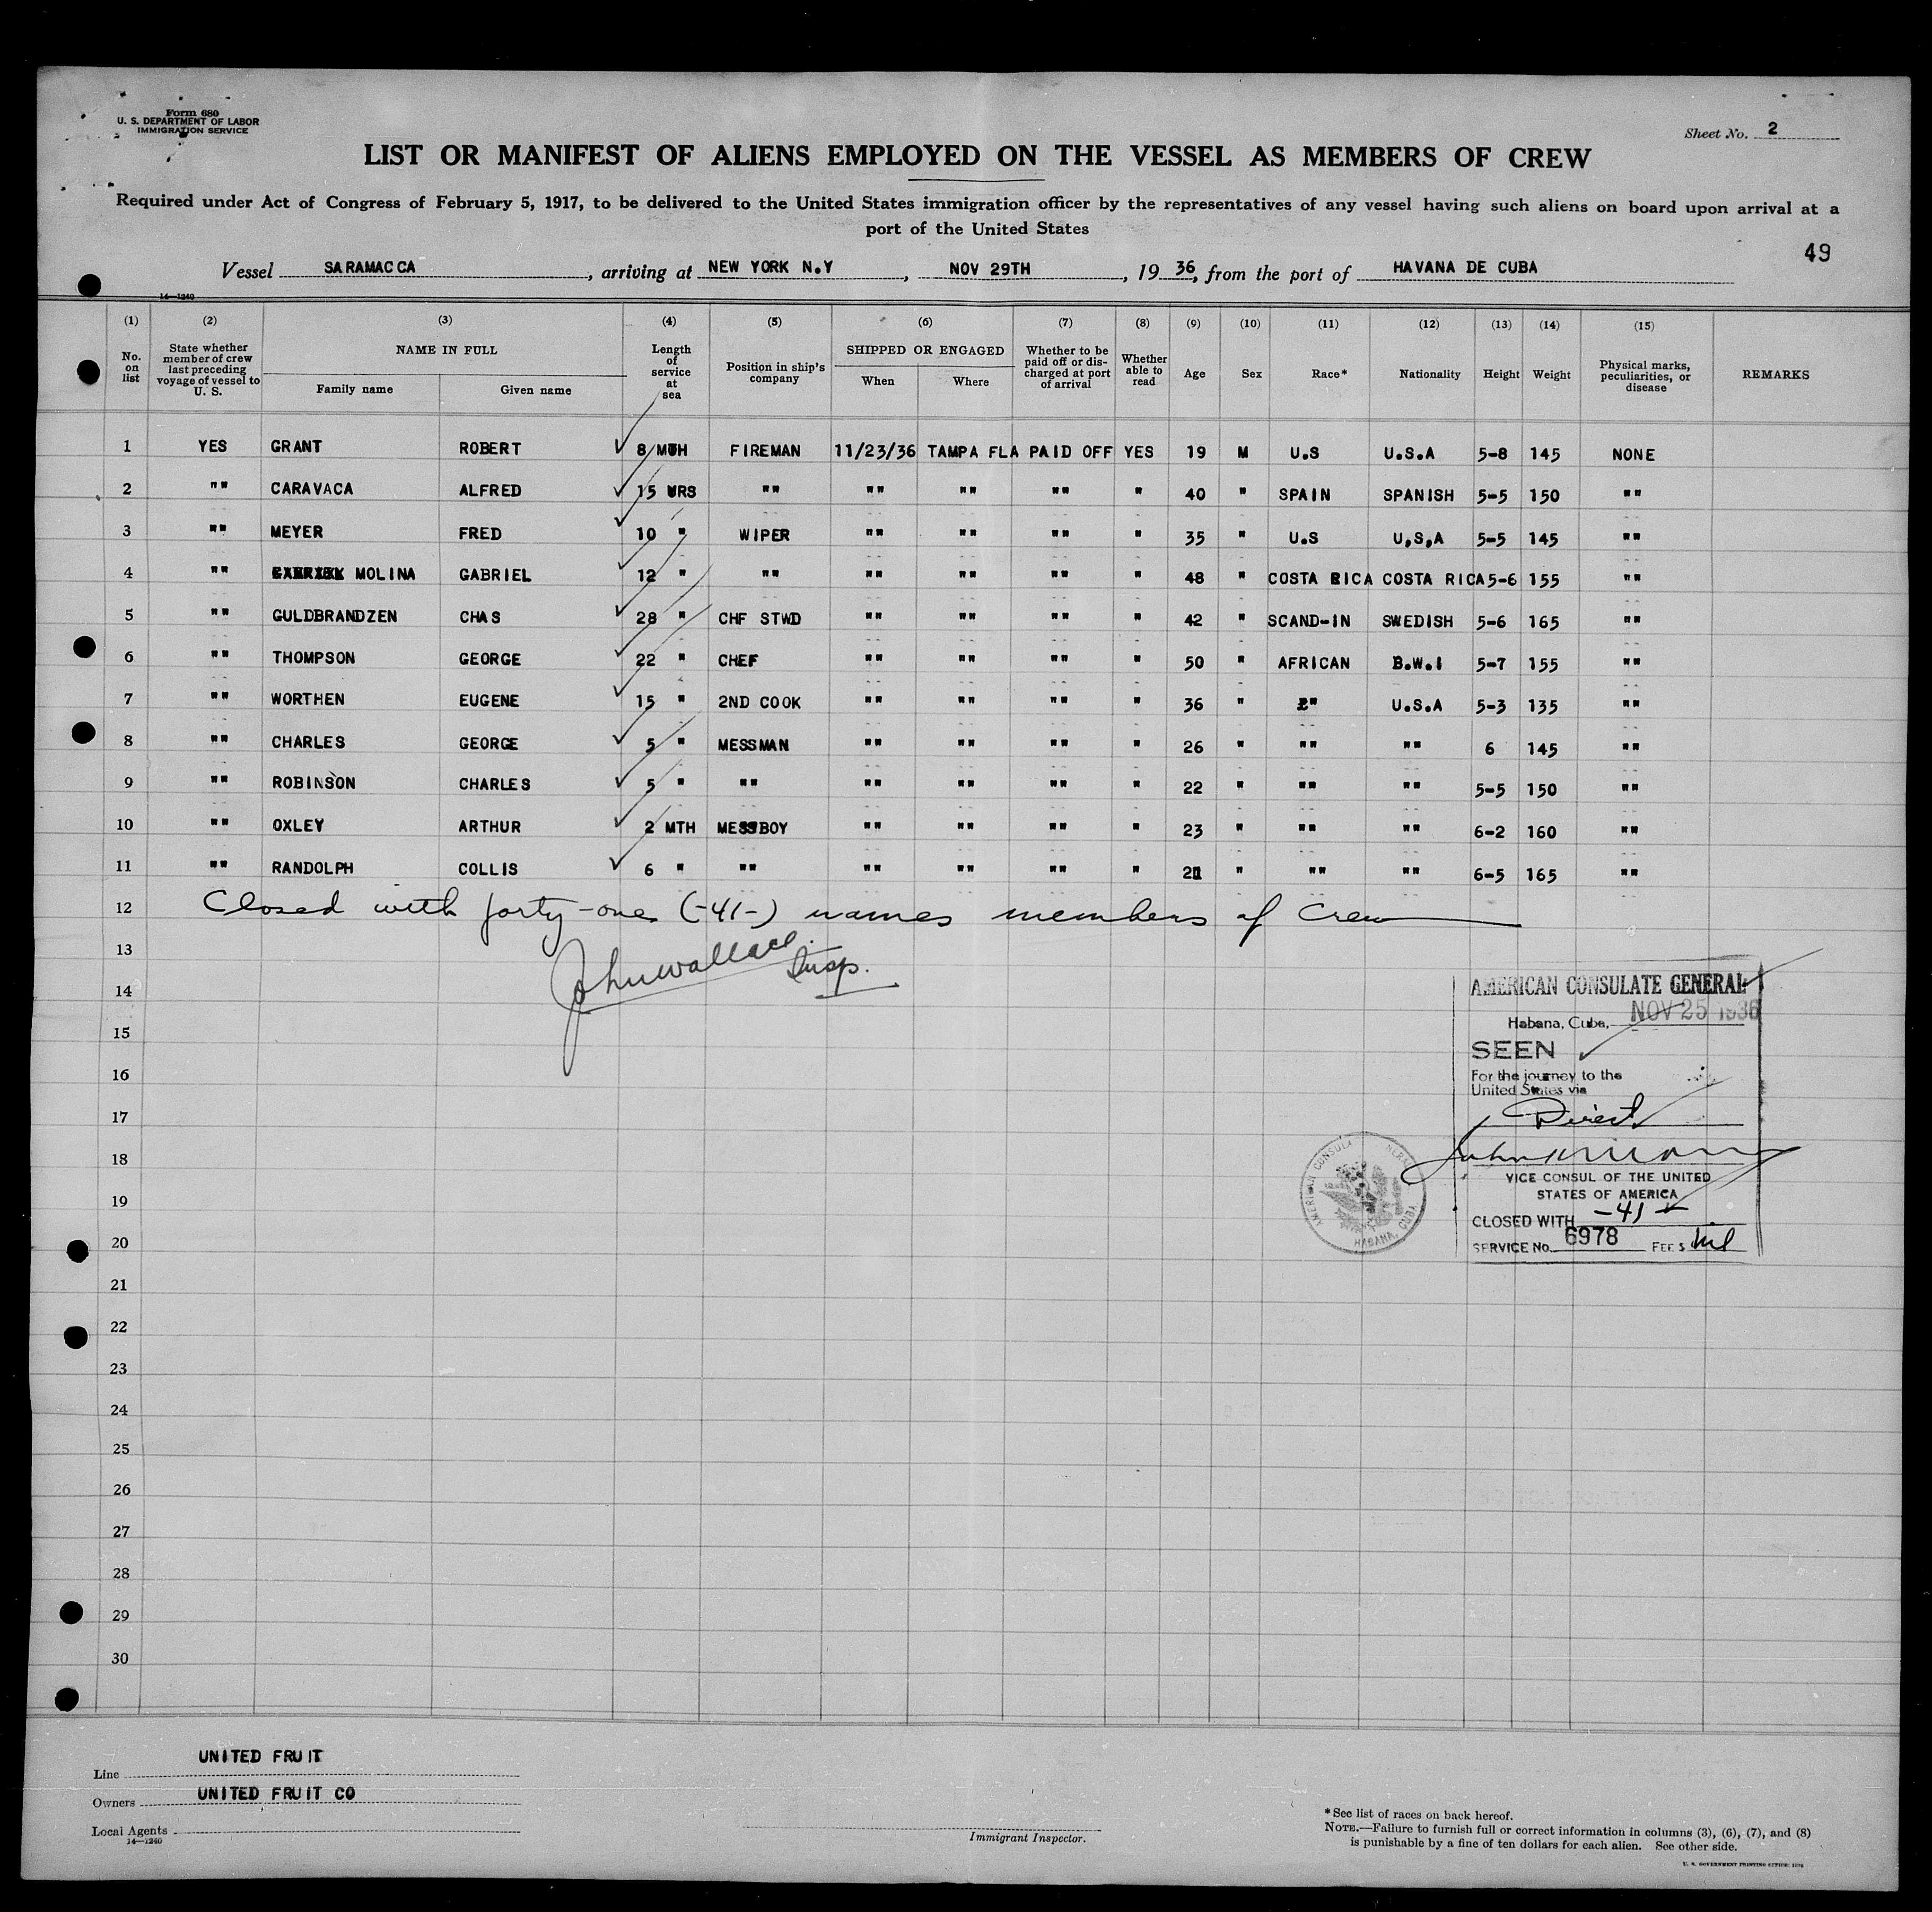 Form 680
U. S. DEPARTMENT OF LABOR
IMMIGRATION SERVICE
Sheet No. 2
LIST OR MANIFEST OF ALIENS EMPLOYED ON THE VESSEL AS MEMBERS OF CREW
Required under Act of Congress of February 5, 1917, to be delivered to the United States immigration officer by the representatives of any vessel having such aliens on board upon arrival at a
port of the United States
49
Vessel SARAMACCA, arriving at NEW YORK N.Y, NOV 29TH, 19 36, from the port of HAVANA DE CUBA
14—1240
(1) (2) (3) (4) (5) (6) (7) (8) (9) (10) (11) (12) (13) (14) (15)
No. on list State whether member of crew last preceding voyage of vessel to U. S. NAME IN FULL Family name Given name Length of service at sea Position in ship's company SHIPPED OR ENGAGED When Where Whether to be paid off or discharged at port of arrival Whether able to read Age Sex Race* Nationality Height Weight Physical marks, peculiarities, or disease REMARKS
1 YES GRANT ROBERT 8 MTH FIREMAN 11/23/36 TAMPA FLA PAID OFF YES 19 M U.S U.S.A 5-8 145 NONE
2 "" CARAVACA ALFRED 15 YRS "" "" "" "" " 40 " SPAIN SPANISH 5-5 150 ""
3 "" MEYER FRED 10 " WIPER "" "" "" " 35 " U.S U,S,A 5-5 145 ""
4 "" MOLINA GABRIEL 12 " "" "" "" "" " 48 " COSTA RICA COSTA RICA 5-6 155 ""
5 "" GULDBRANDZEN CHAS 28 " CHF STWD "" "" "" " 42 " SCAND-IN SWEDISH 5-6 165 ""
6 "" THOMPSON GEORGE 22 " CHEF "" "" "" " 50 " AFRICAN B.W.I 5-7 155 ""
7 "" WORTHEN EUGENE 15 " 2ND COOK "" "" "" " 36 " "" U.S.A 5-3 135 ""
8 "" CHARLES GEORGE 5 " MESSMAN "" "" "" " 26 " "" "" 6 145 ""
9 "" ROBINSON CHARLES 5 " "" "" "" "" " 22 " "" "" 5-5 150 ""
10 "" OXLEY ARTHUR 2 MTH MESSBOY "" "" "" " 23 " "" "" 6-2 160 ""
11 "" RANDOLPH COLLIS 6 " "" "" "" "" " 21 " "" "" 6-5 165 ""
12 Closed with forty-one (-41-) names members of Crew
13 John Wallace Insp.
14
15
16
17
18
19
20
21
22
23
24
25
26
27
28
29
30
AMERICAN CONSULATE GENERAL
Habana, Cuba, NOV 25 1936
SEEN
For the journey to the
United States via
Direct
VICE CONSUL OF THE UNITED
STATES OF AMERICA
CLOSED WITH -41-
SERVICE No. 6978 FEE $ Nil
AMERICAN CONSULATE GENERAL
HABANA, CUBA
Line UNITED FRUIT
Owners UNITED FRUIT CO
Local Agents
14—1240
Immigrant Inspector.
*See list of races on back hereof.
NOTE.—Failure to furnish full or correct information in columns (3), (6), (7), and (8)
is punishable by a fine of ten dollars for each alien. See other side.
U. S. GOVERNMENT PRINTING OFFICE: